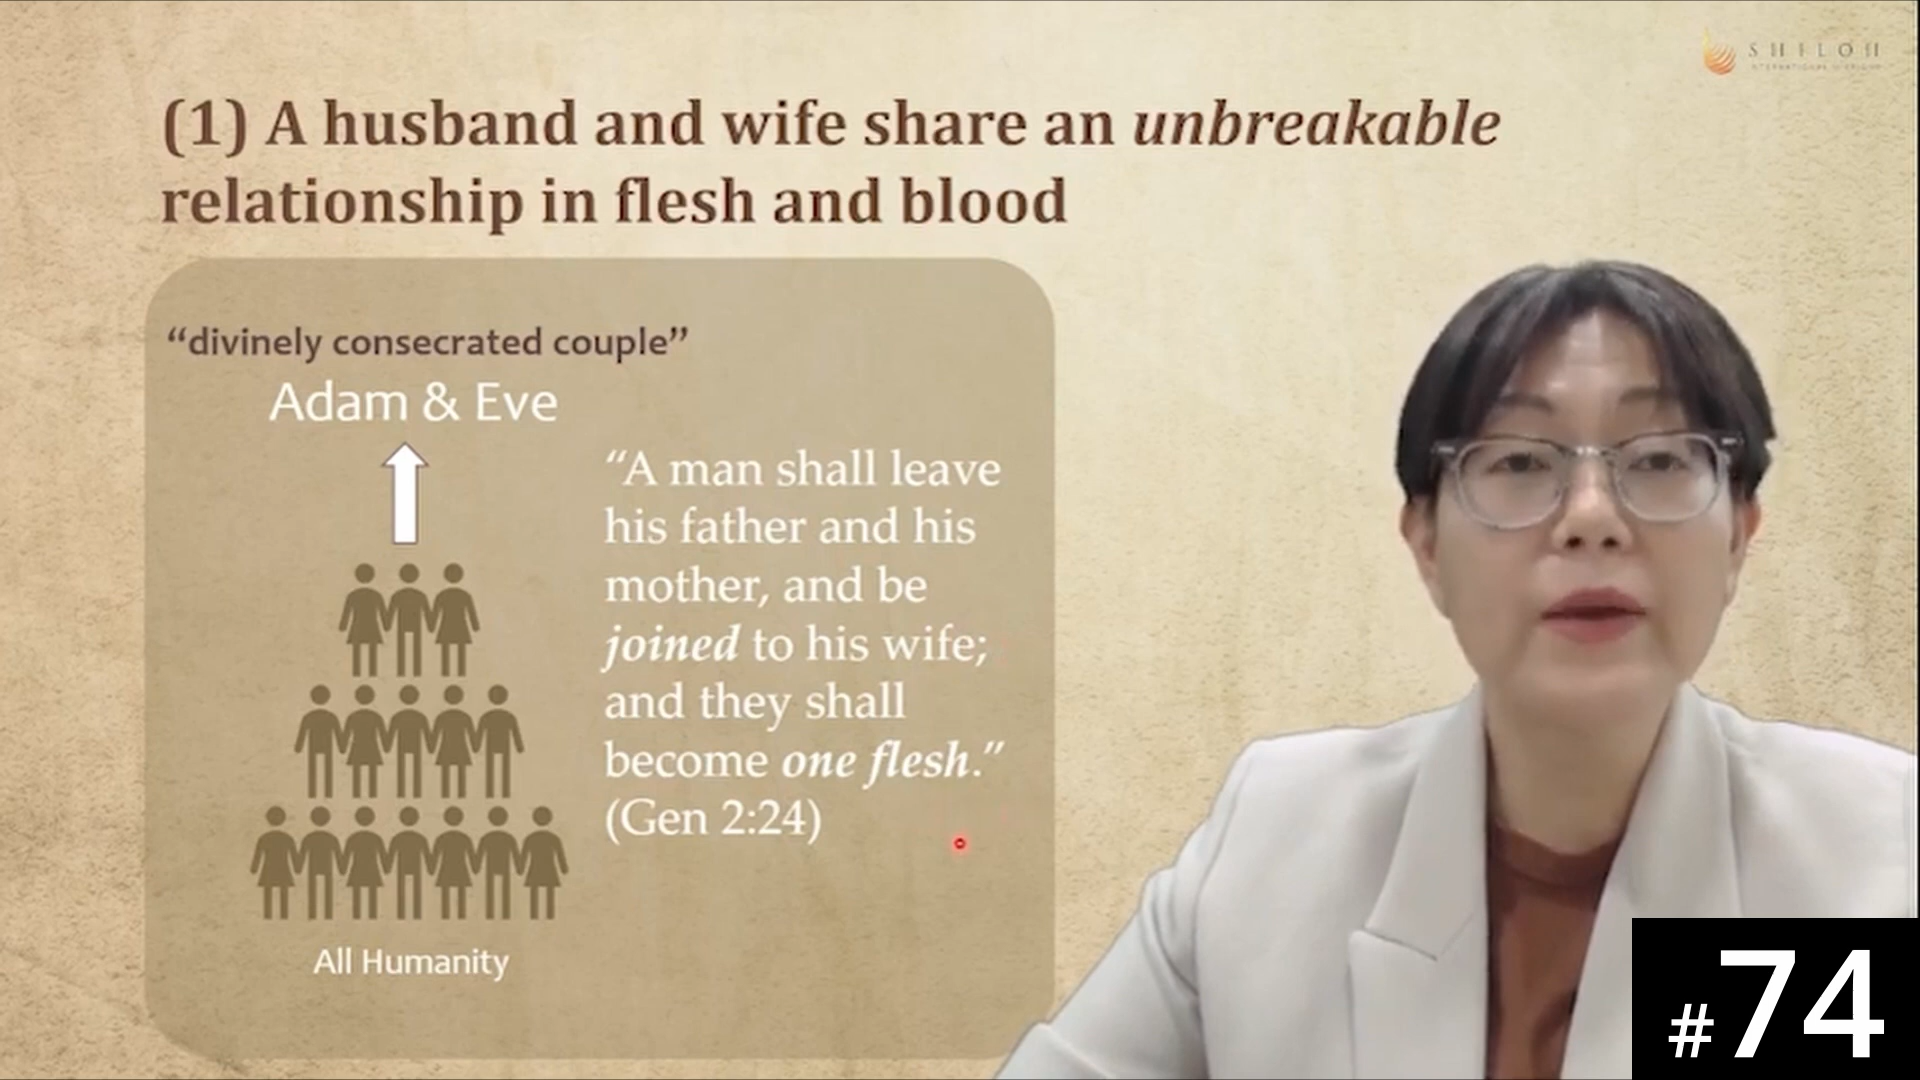 SHILOH
(1) A husband and wife share an unbreakable
relationship in flesh and blood
“divinely consecrated couple”
Adam & Eve
“A man shall leave
his father and his
mother, and be
joined to his wife;
and they shall
become one flesh.”
(Gen 2:24)
All Humanity
#74